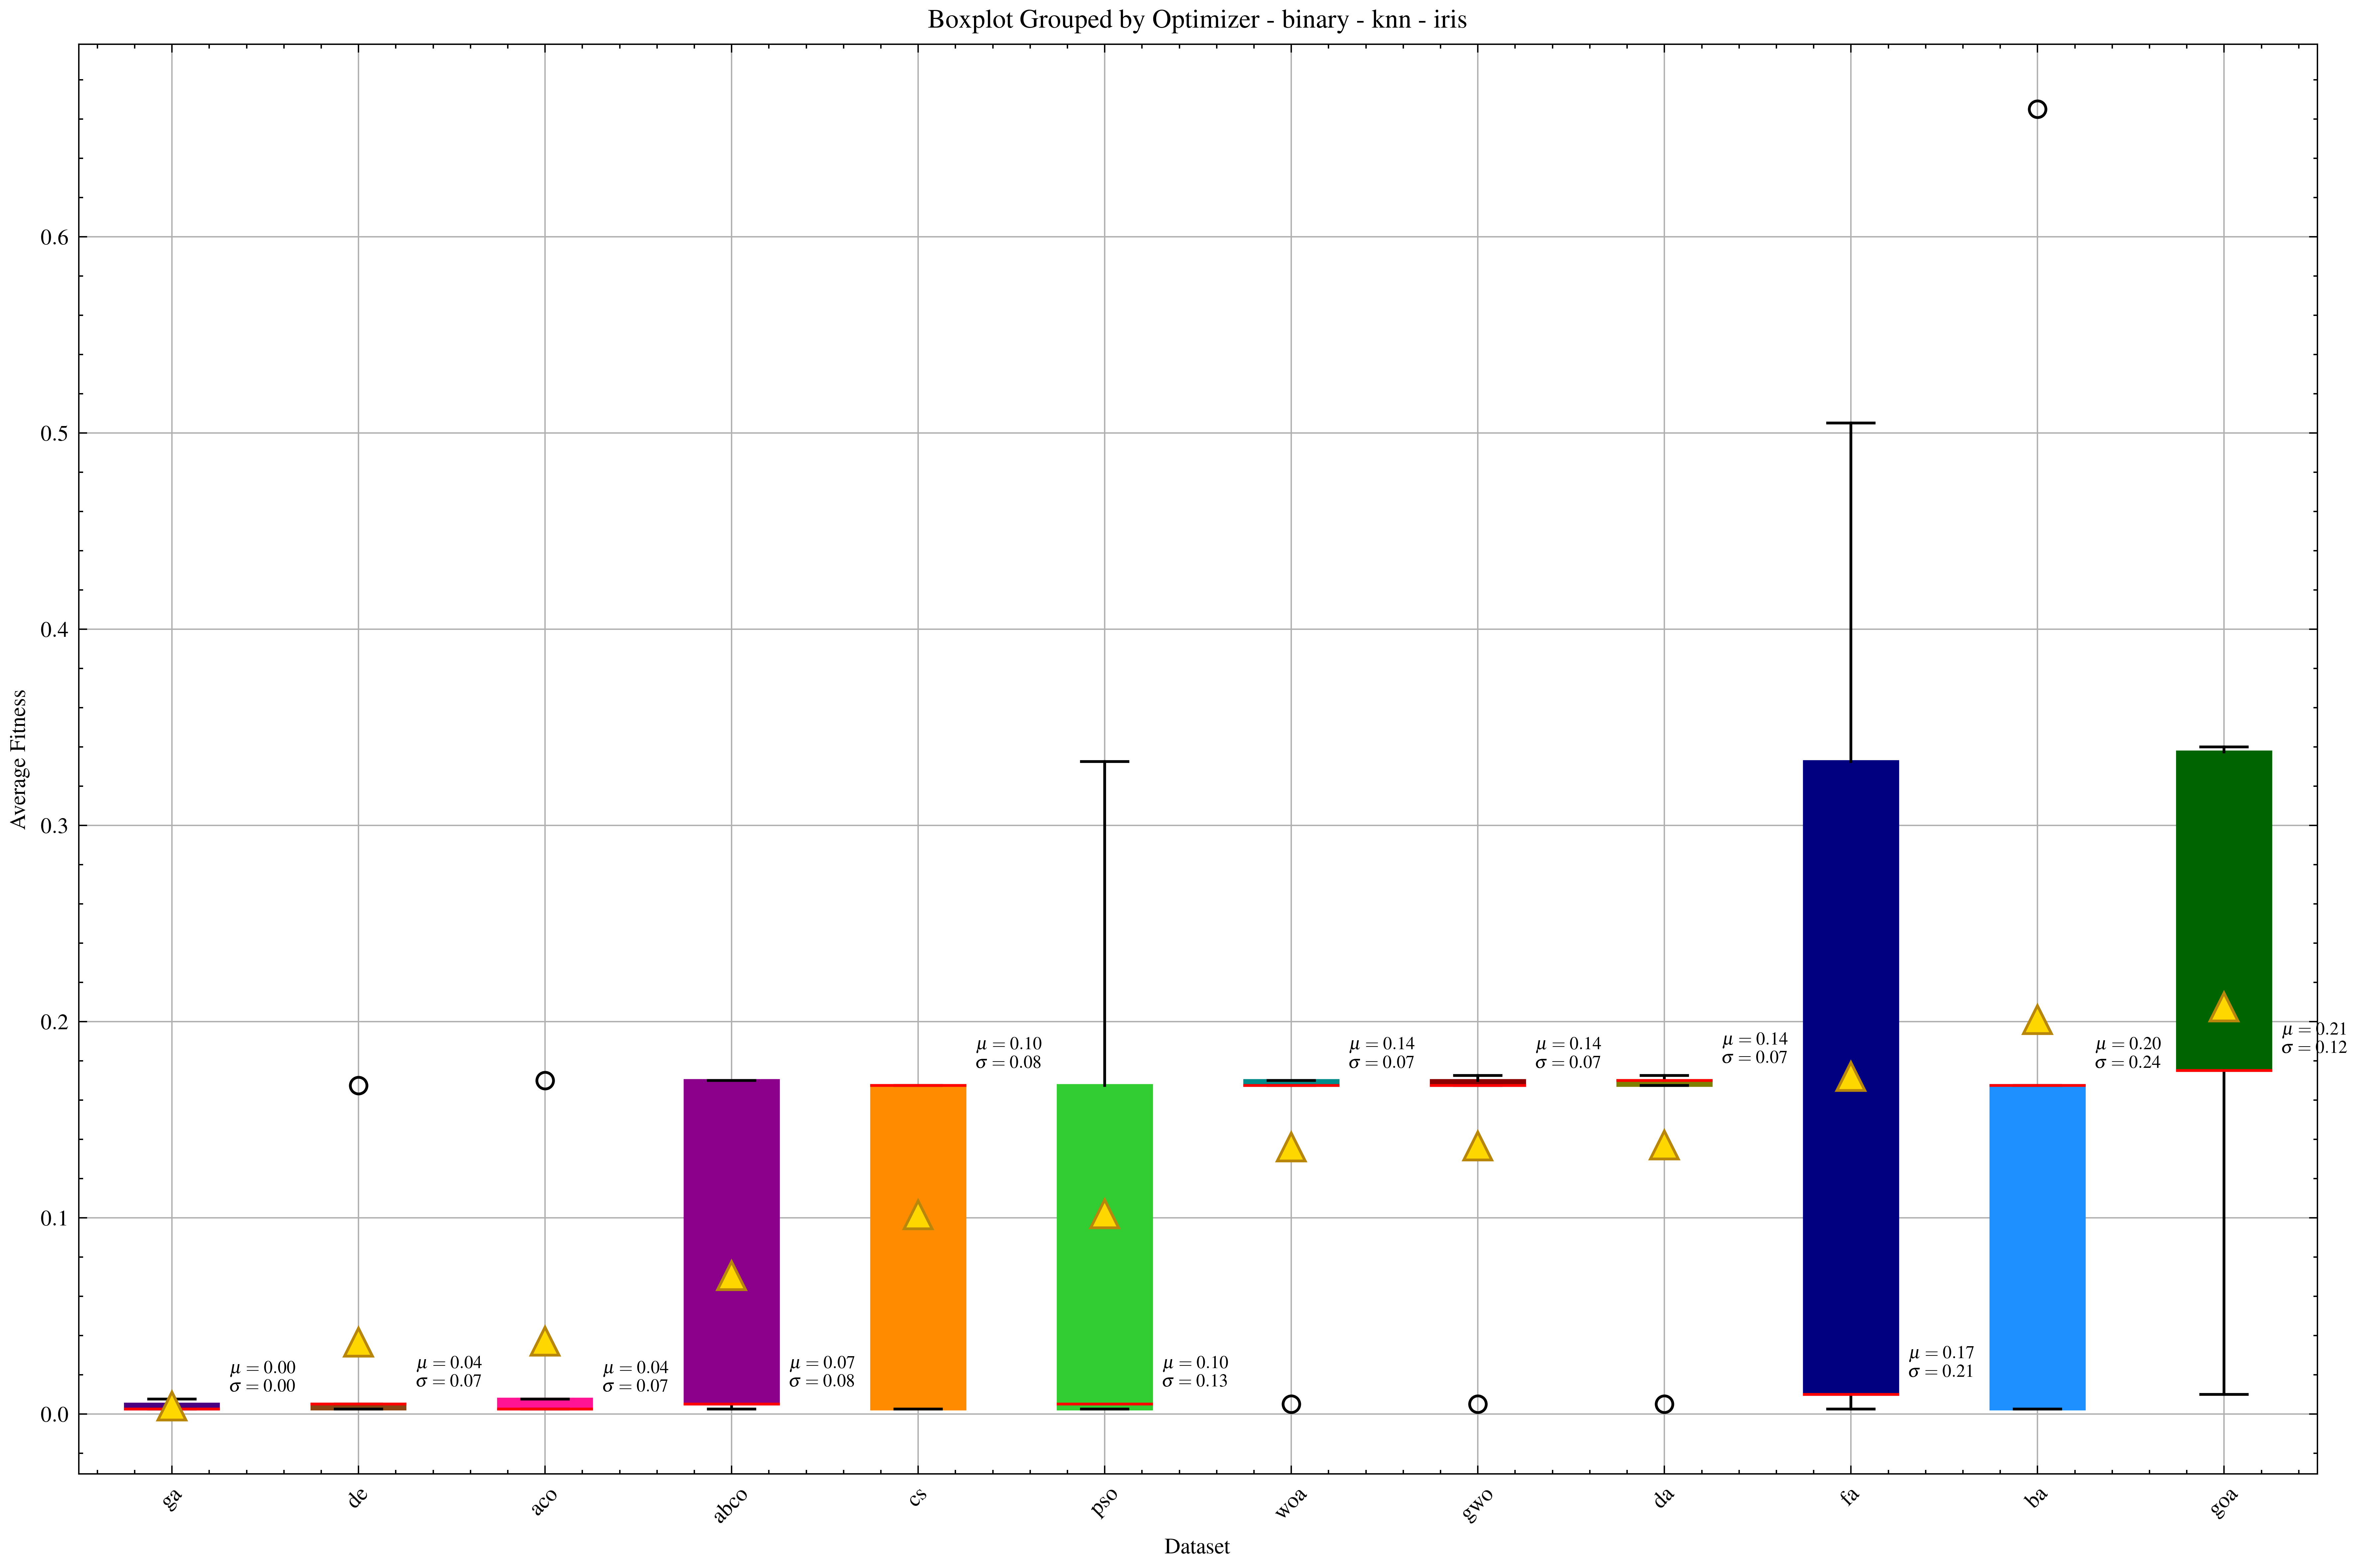 Boxplot Grouped by Optimizer - binary - knn - iris
Average Fitness
0.6
0.5
0.4
0.3
0.2
0.1
0.0
μ = 0.00
σ = 0.00
μ = 0.04
σ = 0.07
μ = 0.04
σ = 0.07
μ = 0.07
σ = 0.08
μ = 0.10
σ = 0.08
μ = 0.10
σ = 0.13
μ = 0.14
σ = 0.07
μ = 0.14
σ = 0.07
μ = 0.14
σ = 0.07
μ = 0.17
σ = 0.21
μ = 0.20
σ = 0.24
μ = 0.21
σ = 0.12
ga
de
aco
abco
cs
pso
woa
gwo
da
fa
ba
goa
Dataset